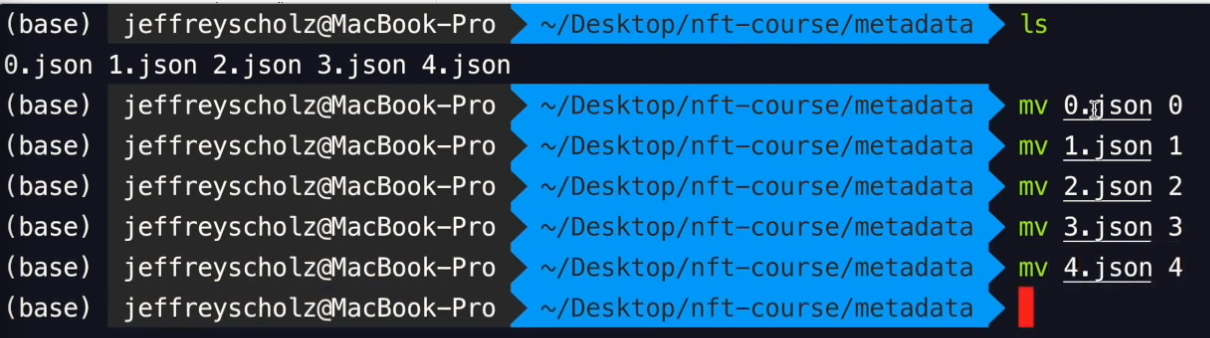 (base) jeffreyscholz@MacBook-Pro ~/Desktop/nft-course/metadata ls
0.json 1.json 2.json 3.json 4.json
(base) jeffreyscholz@MacBook-Pro ~/Desktop/nft-course/metadata mv 0.json 0
(base) jeffreyscholz@MacBook-Pro ~/Desktop/nft-course/metadata mv 1.json 1
(base) jeffreyscholz@MacBook-Pro ~/Desktop/nft-course/metadata mv 2.json 2
(base) jeffreyscholz@MacBook-Pro ~/Desktop/nft-course/metadata mv 3.json 3
(base) jeffreyscholz@MacBook-Pro ~/Desktop/nft-course/metadata mv 4.json 4
(base) jeffreyscholz@MacBook-Pro ~/Desktop/nft-course/metadata